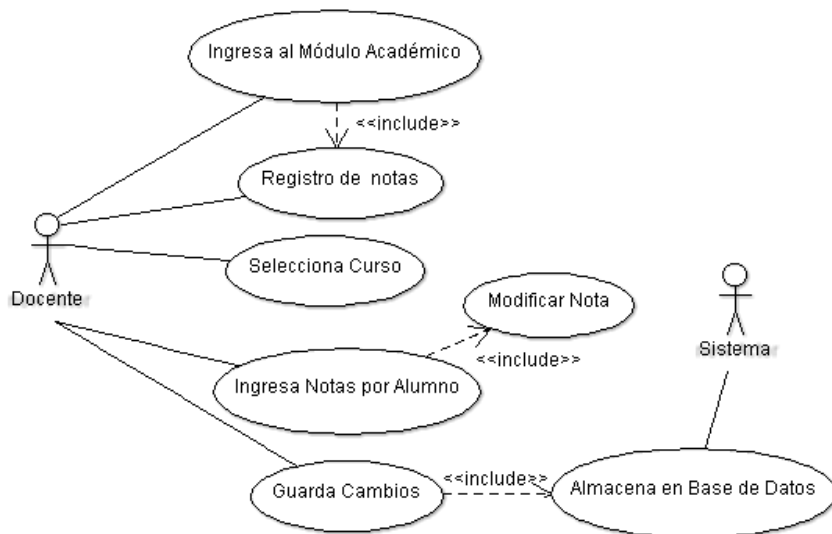 Ingresa al Módulo Académico
<<include>>
Registro de notas
Selecciona Curso
Docente
Modificar Nota
<<include>>
Sistema
Ingresa Notas por Alumno
<<include>>
Guarda Cambios
Almacena en Base de Datos